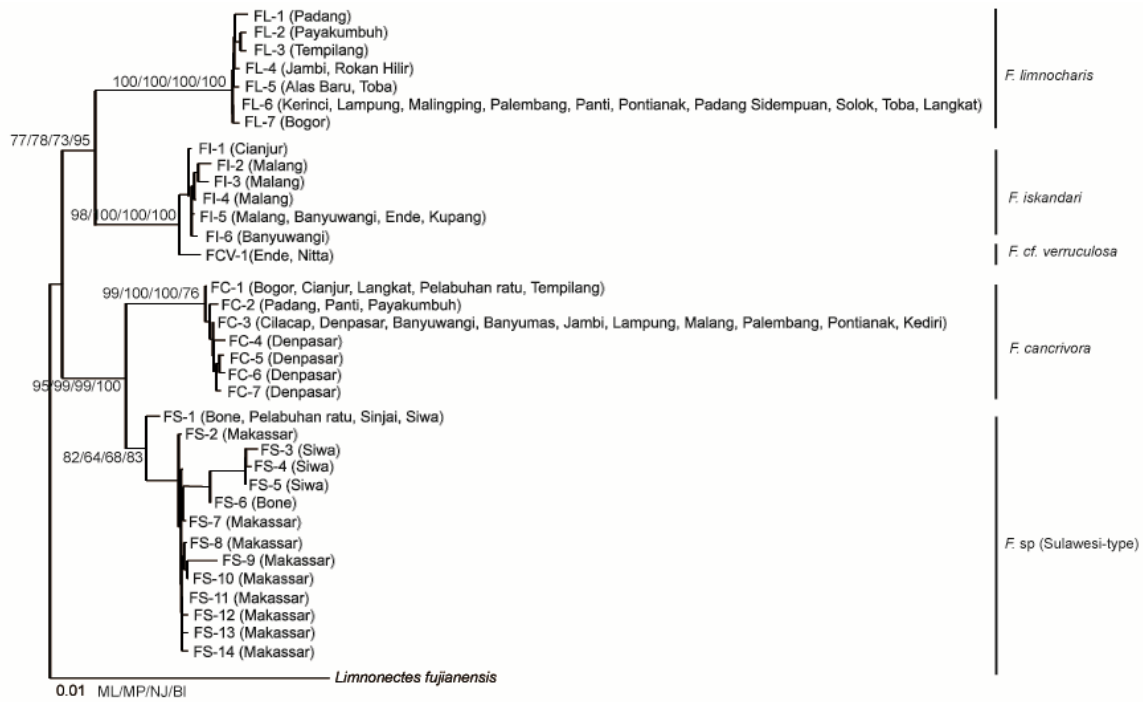 FL-1 (Padang)
FL-2 (Payakumbuh)
FL-3 (Tempilang)
FL-4 (Jambi, Rokan Hilir)
100/100/100/100
FL-5 (Alas Baru, Toba)
FL-6 (Kerinci, Lampung, Malingping, Palembang, Panti, Pontianak, Padang Sidempuan, Solok, Toba, Langkat)
FL-7 (Bogor)
F. limnocharis
77/78/73/95
FI-1 (Cianjur)
FI-2 (Malang)
FI-3 (Malang)
FI-4 (Malang)
98/100/100/100
FI-5 (Malang, Banyuwangi, Ende, Kupang)
FI-6 (Banyuwangi)
F. iskandari
FCV-1(Ende, Nitta)
F. cf. verruculosa
99/100/100/76
FC-1 (Bogor, Cianjur, Langkat, Pelabuhan ratu, Tempilang)
FC-2 (Padang, Panti, Payakumbuh)
FC-3 (Cilacap, Denpasar, Banyuwangi, Banyumas, Jambi, Lampung, Malang, Palembang, Pontianak, Kediri)
FC-4 (Denpasar)
FC-5 (Denpasar)
FC-6 (Denpasar)
FC-7 (Denpasar)
F. cancrivora
95/99/99/100
FS-1 (Bone, Pelabuhan ratu, Sinjai, Siwa)
FS-2 (Makassar)
82/64/68/83
FS-3 (Siwa)
FS-4 (Siwa)
FS-5 (Siwa)
FS-6 (Bone)
FS-7 (Makassar)
FS-8 (Makassar)
FS-9 (Makassar)
FS-10 (Makassar)
FS-11 (Makassar)
FS-12 (Makassar)
FS-13 (Makassar)
FS-14 (Makassar)
F. sp (Sulawesi-type)
Limnonectes fujianensis
0.01 ML/MP/NJ/BI